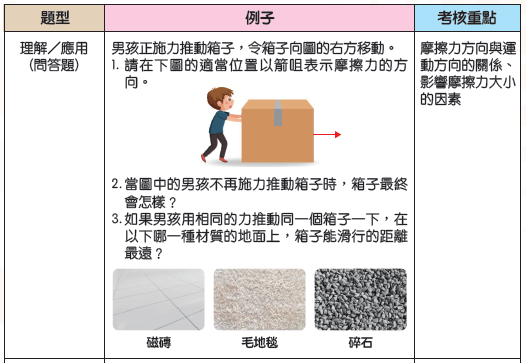 題型
例子
考核重點
理解／應用
（問答題）
男孩正施力推動箱子，令箱子向圖的右方移動。
1. 請在下圖的適當位置以箭咀表示摩擦力的方
向。
2. 當圖中的男孩不再施力推動箱子時，箱子最終
會怎樣？
3. 如果男孩用相同的力推動同一個箱子一下，在
以下哪一種材質的地面上，箱子能滑行的距離
最遠？
磁磚
毛地毯
碎石
摩擦力方向與運
動方向的關係、
影響摩擦力大小
的因素